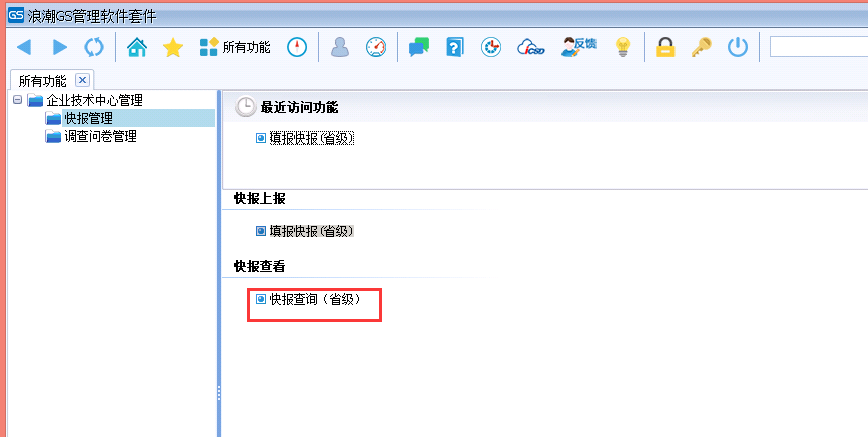 GS 浪潮GS管理软件套件
所有功能 iCSD 反馈
所有功能
企业技术中心管理
快报管理
调查问卷管理
最近访问功能
填报快报(省级)
快报上报
填报快报(省级)
快报查看
快报查询（省级）